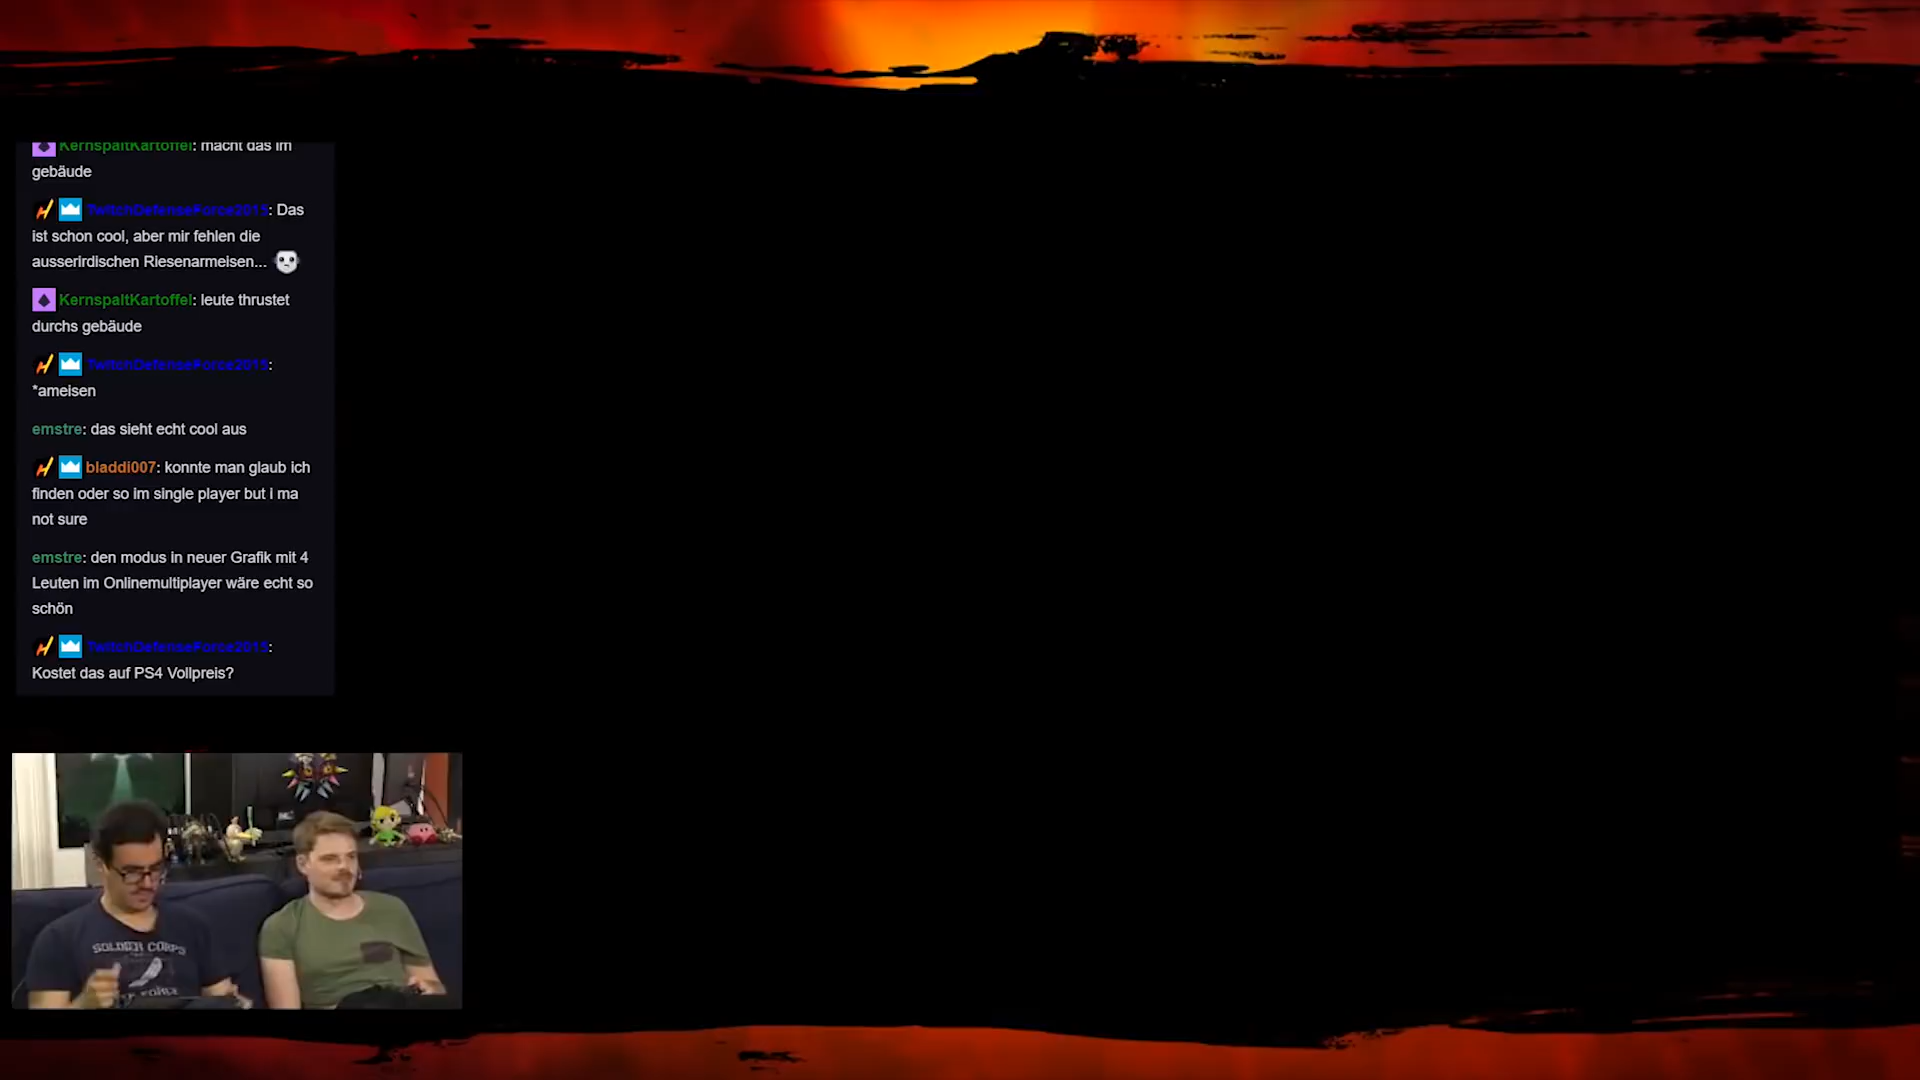 KernspaltKartoffel: macht das im
gebäude
TwitchDefenseForce2015: Das
ist schon cool, aber mir fehlen die
ausserirdischen Riesenarmeisen...
KernspaltKartoffel: leute thrustet
durchs gebäude
TwitchDefenseForce2015:
*ameisen
emstre: das sieht echt cool aus
bladdi007: konnte man glaub ich
finden oder so im single player but i ma
not sure
emstre: den modus in neuer Grafik mit 4
Leuten im Onlinemultiplayer wäre echt so
schön
TwitchDefenseForce2015:
Kostet das auf PS4 Vollpreis?
SOLDIER CORPS
FORCE